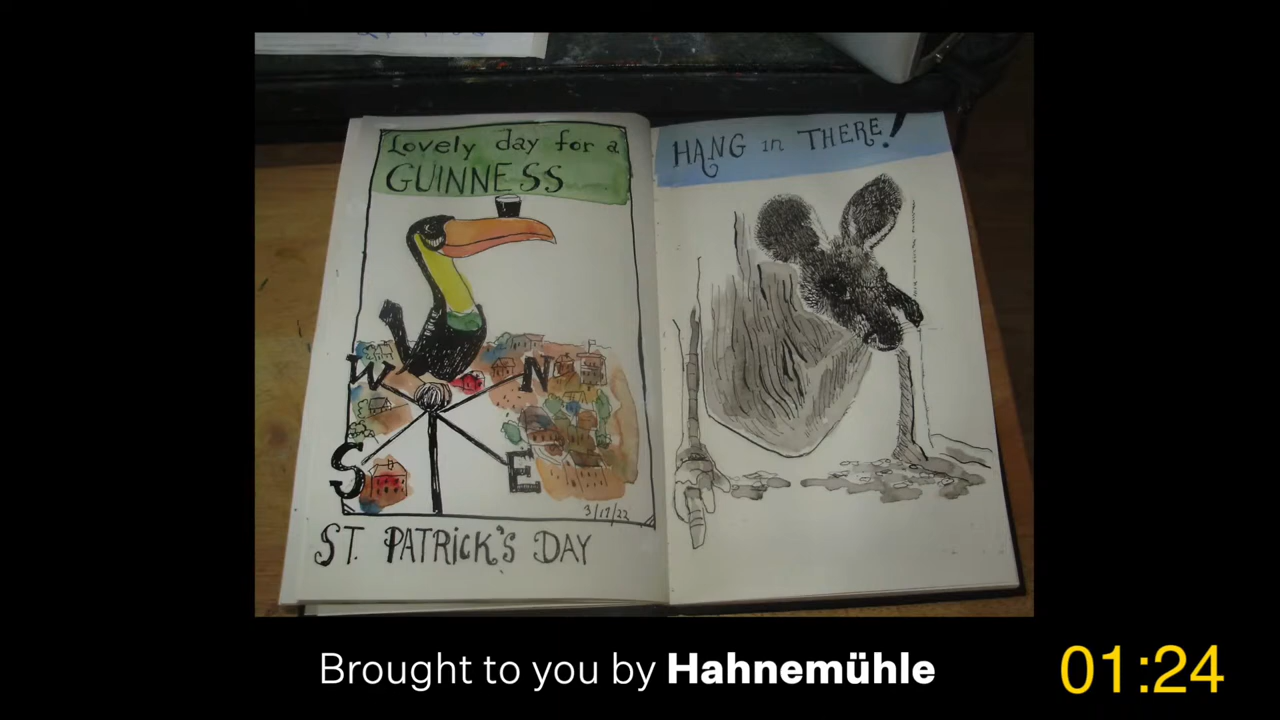 Lovely day for a
GUINNESS
W N
S E
3/17/22
ST. PATRICK'S DAY
HANG in THERE!
Brought to you by Hahnemühle
01:24